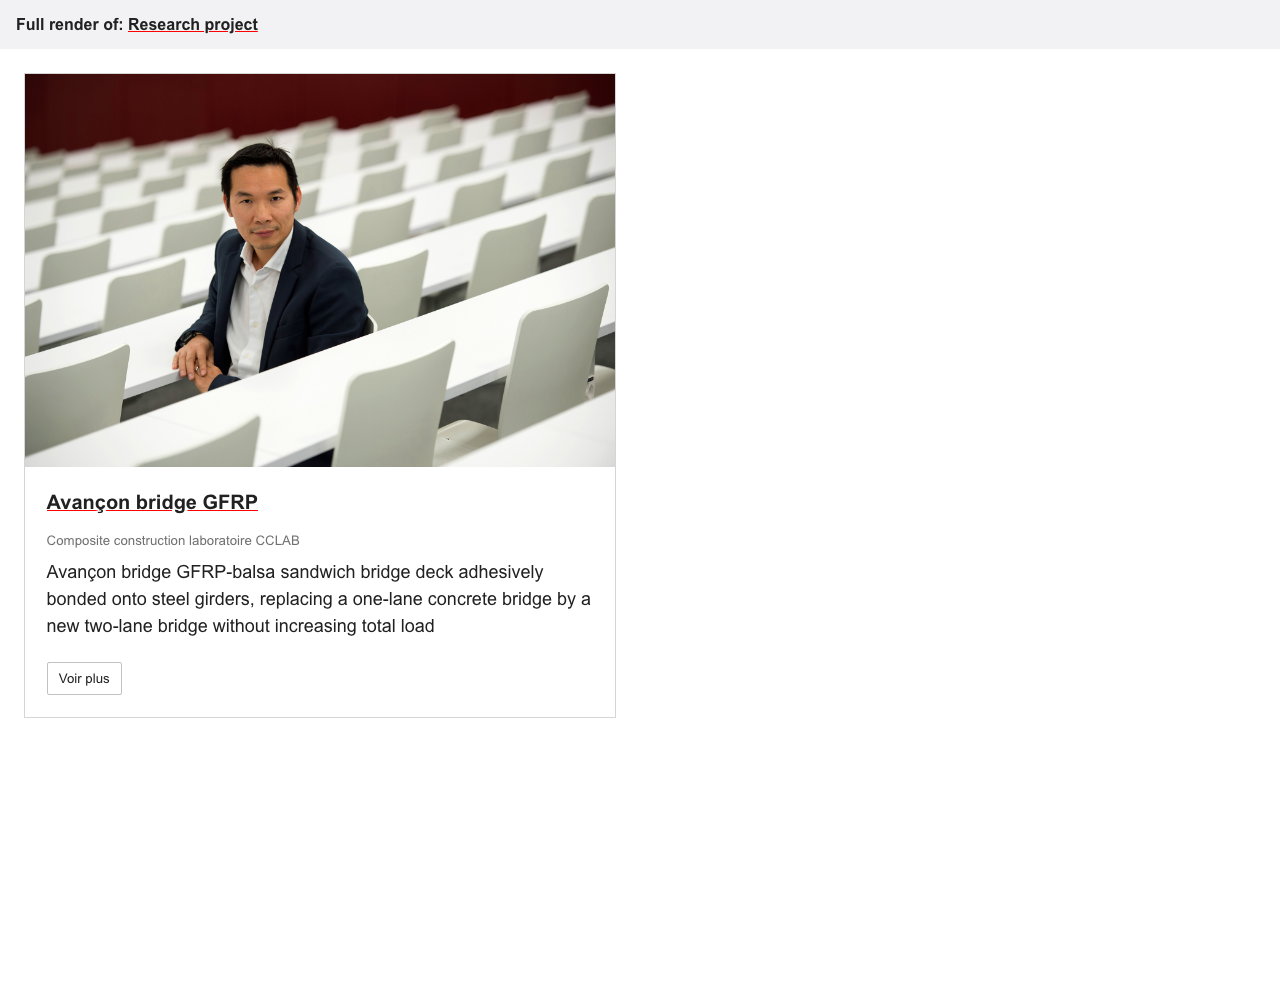 Full render of: Research project
Avançon bridge GFRP
Composite construction laboratoire CCLAB
Avançon bridge GFRP-balsa sandwich bridge deck adhesively
bonded onto steel girders, replacing a one-lane concrete bridge by a
new two-lane bridge without increasing total load
Voir plus